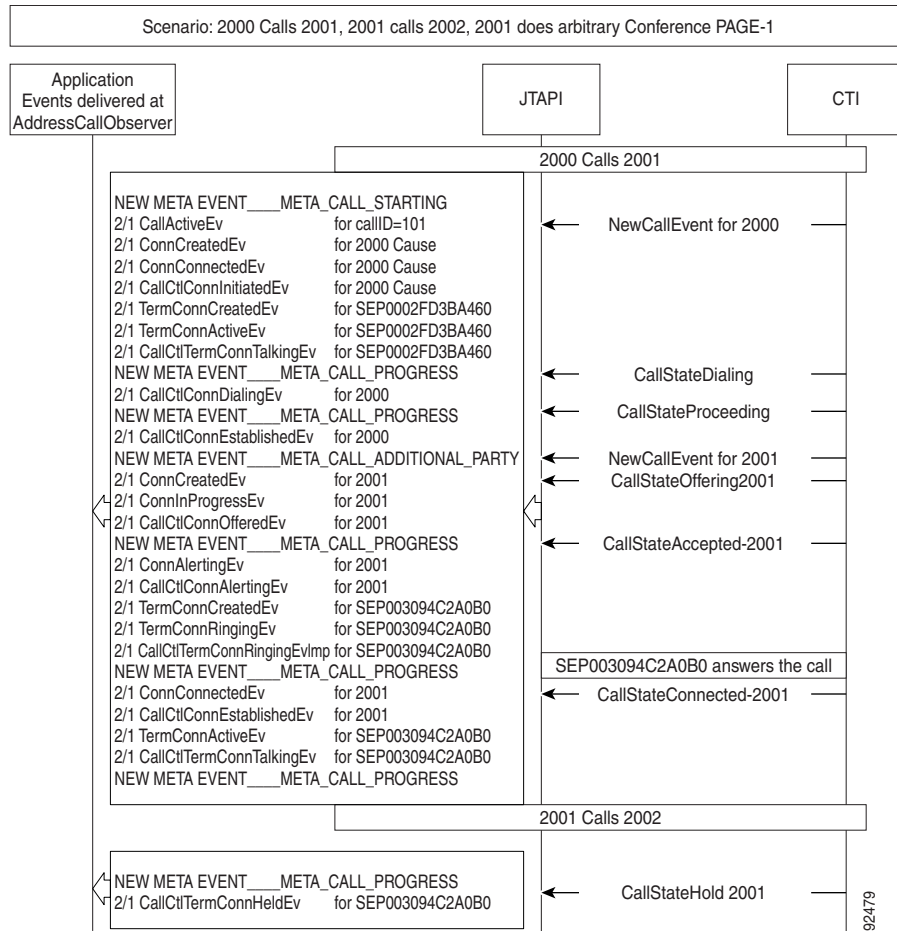 Scenario: 2000 Calls 2001, 2001 calls 2002, 2001 does arbitrary Conference PAGE-1
Application
Events delivered at
AddressCallObserver
JTAPI
CTI
2000 Calls 2001
NEW META EVENT____META_CALL_STARTING
2/1 CallActiveEv for callID=101
NewCallEvent for 2000
2/1 ConnCreatedEv for 2000 Cause
2/1 ConnConnectedEv for 2000 Cause
2/1 CallCtlConnInitiatedEv for 2000 Cause
2/1 TermConnCreatedEv for SEP0002FD3BA460
2/1 TermConnActiveEv for SEP0002FD3BA460
2/1 CallCtlTermConnTalkingEv for SEP0002FD3BA460
NEW META EVENT____META_CALL_PROGRESS
CallStateDialing
2/1 CallCtlConnDialingEv for 2000
NEW META EVENT____META_CALL_PROGRESS
CallStateProceeding
2/1 CallCtlConnEstablishedEv for 2000
NEW META EVENT____META_CALL_ADDITIONAL_PARTY
NewCallEvent for 2001
2/1 ConnCreatedEv for 2001
CallStateOffering2001
2/1 ConnInProgressEv for 2001
2/1 CallCtlConnOfferedEv for 2001
NEW META EVENT____META_CALL_PROGRESS
CallStateAccepted-2001
2/1 ConnAlertingEv for 2001
2/1 CallCtlConnAlertingEv for 2001
2/1 TermConnCreatedEv for SEP003094C2A0B0
2/1 TermConnRingingEv for SEP003094C2A0B0
2/1 CallCtlTermConnRingingEvImp for SEP003094C2A0B0
SEP003094C2A0B0 answers the call
NEW META EVENT____META_CALL_PROGRESS
2/1 ConnConnectedEv for 2001
CallStateConnected-2001
2/1 CallCtlConnEstablishedEv for 2001
2/1 TermConnActiveEv for SEP003094C2A0B0
2/1 CallCtlTermConnTalkingEv for SEP003094C2A0B0
NEW META EVENT____META_CALL_PROGRESS
2001 Calls 2002
NEW META EVENT____META_CALL_PROGRESS
2/1 CallCtlTermConnHeldEv for SEP003094C2A0B0
CallStateHold 2001
92479